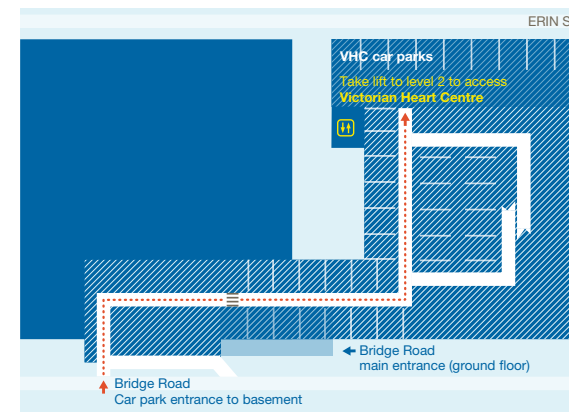 ERIN S
VHC car parks
Take lift to level 2 to access
Victorian Heart Centre
Bridge Road
main entrance (ground floor)
Bridge Road
Car park entrance to basement